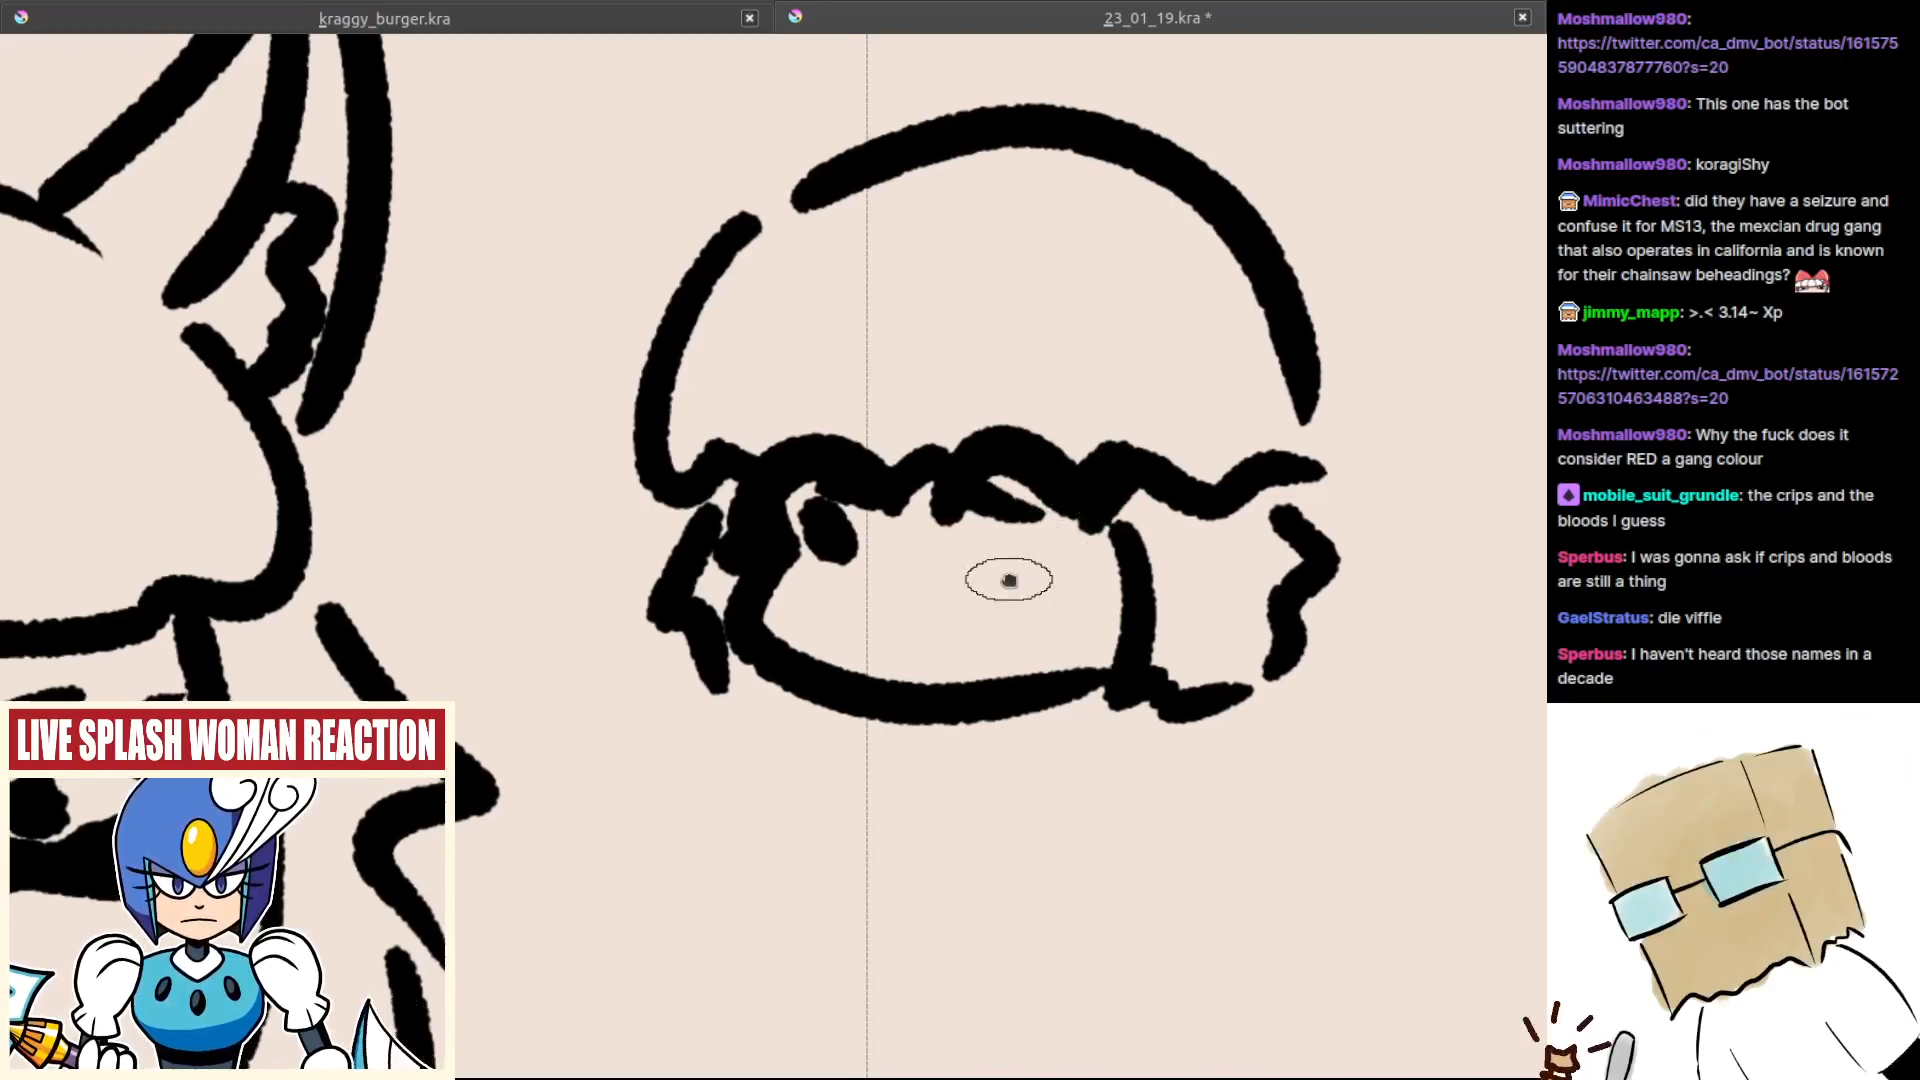 kraggy_burger.kra
23_01_19.kra *
Moshmallow980:
https://twitter.com/ca_dmv_bot/status/161575
5904837877760?s=20
Moshmallow980: This one has the bot
suttering
Moshmallow980: koragiShy
MimicChest: did they have a seizure and
confuse it for MS13, the mexcian drug gang
that also operates in california and is known
for their chainsaw beheadings?
jimmy_mapp: >.< 3.14~ Xp
Moshmallow980:
https://twitter.com/ca_dmv_bot/status/161572
5706310463488?s=20
Moshmallow980: Why the fuck does it
consider RED a gang colour
mobile_suit_grundle: the crips and the
bloods I guess
Sperbus: I was gonna ask if crips and bloods
are still a thing
GaelStratus: die viffie
Sperbus: I haven't heard those names in a
decade
LIVE SPLASH WOMAN REACTION